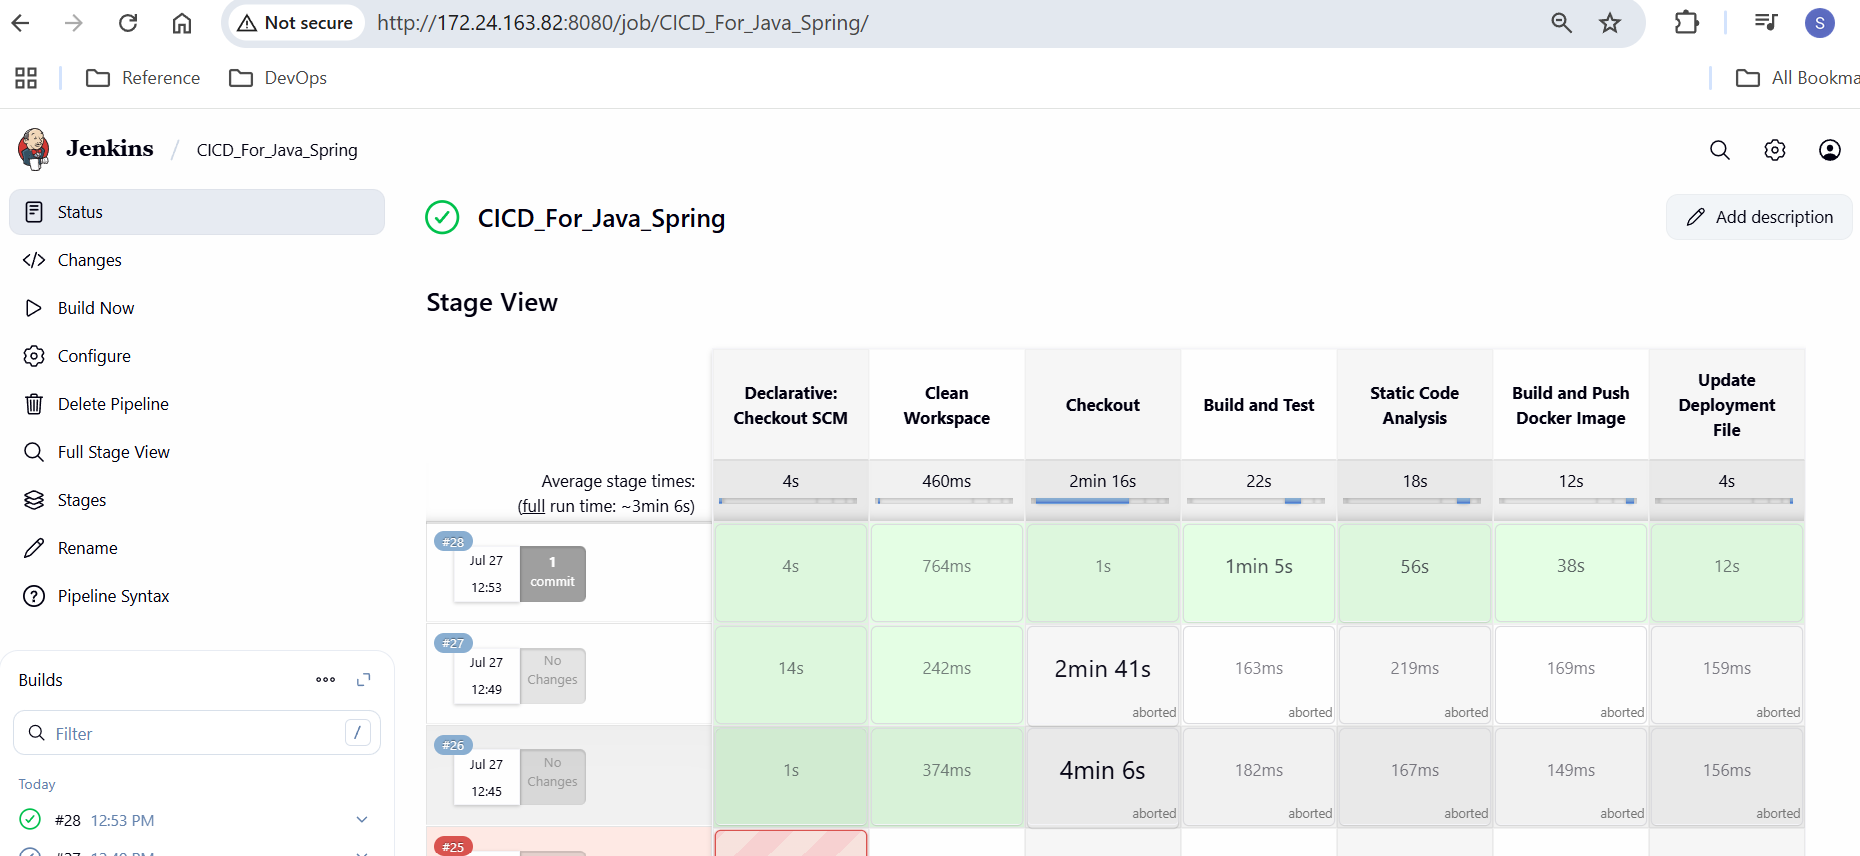 Not secure
http://172.24.163.82:8080/job/CICD_For_Java_Spring/
S
Reference
DevOps
All Bookma
Jenkins / CICD_For_Java_Spring
Status
Changes
Build Now
Configure
Delete Pipeline
Full Stage View
Stages
Rename
Pipeline Syntax
Builds
Filter
/
Today
#28 12:53 PM
#27 12:49 PM
CICD_For_Java_Spring
Add description
Stage View
Declarative: Checkout SCM
Clean Workspace
Checkout
Build and Test
Static Code Analysis
Build and Push Docker Image
Update Deployment File
Average stage times:
(full run time: ~3min 6s)
4s
460ms
2min 16s
22s
18s
12s
4s
#28
Jul 27
12:53
1
commit
4s
764ms
1s
1min 5s
56s
38s
12s
#27
Jul 27
12:49
No
Changes
14s
242ms
2min 41s
aborted
163ms
aborted
219ms
aborted
169ms
aborted
159ms
aborted
#26
Jul 27
12:45
No
Changes
1s
374ms
4min 6s
aborted
182ms
aborted
167ms
aborted
149ms
aborted
156ms
aborted
#25